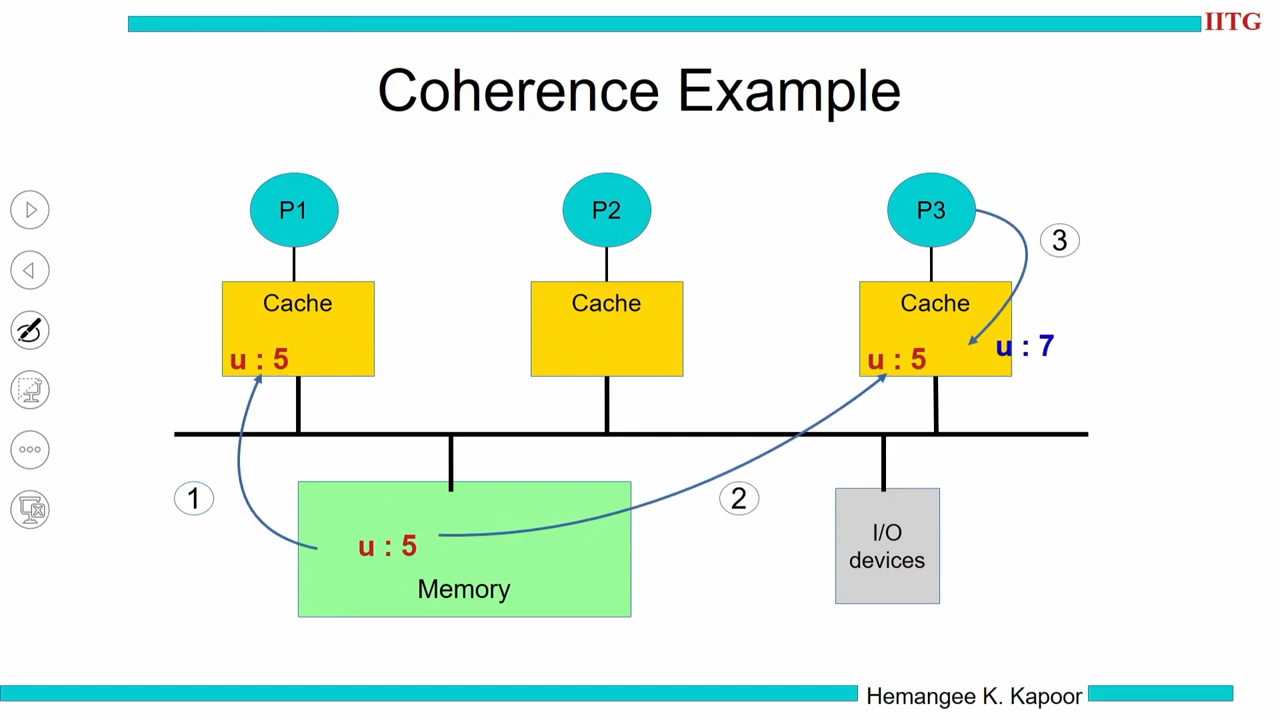 IITG
Coherence Example
P1
P2
P3
3
Cache
Cache
Cache
u : 5
u : 5
u : 7
1
2
u : 5
Memory
I/O
devices
Hemangee K. Kapoor